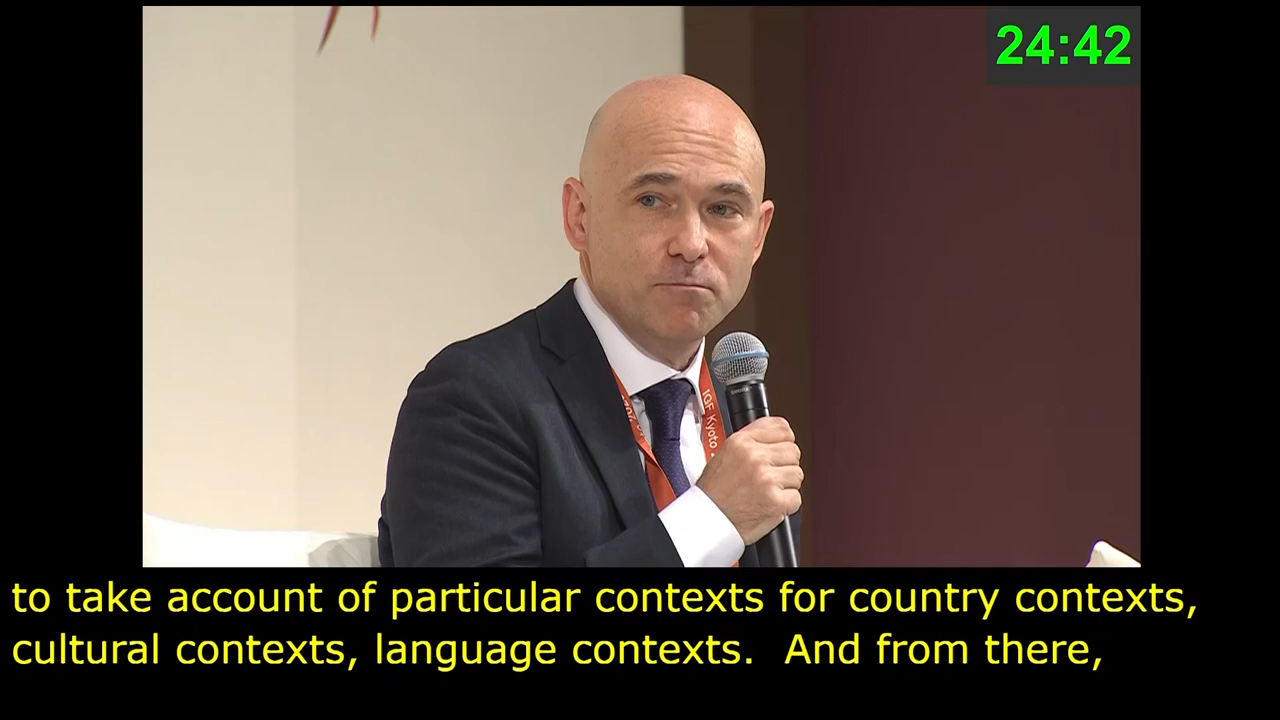 24:42
IGF Kyoto
to take account of particular contexts for country contexts,
cultural contexts, language contexts.  And from there,